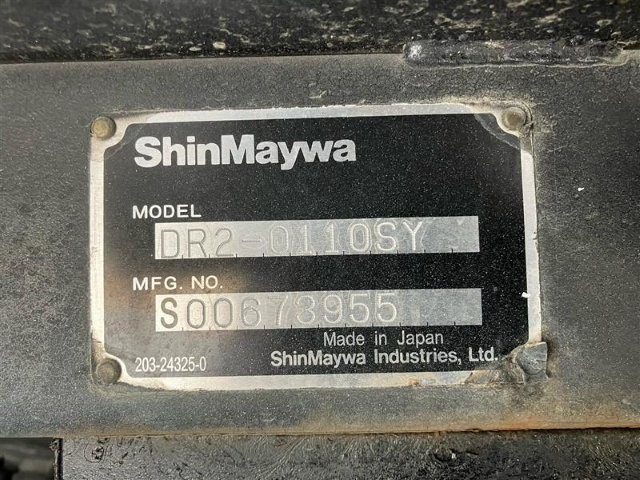 ShinMaywa
MODEL
DR2-0110SY
MFG. NO.
S00673955
Made in Japan
203-24325-0
ShinMaywa Industries, Ltd.